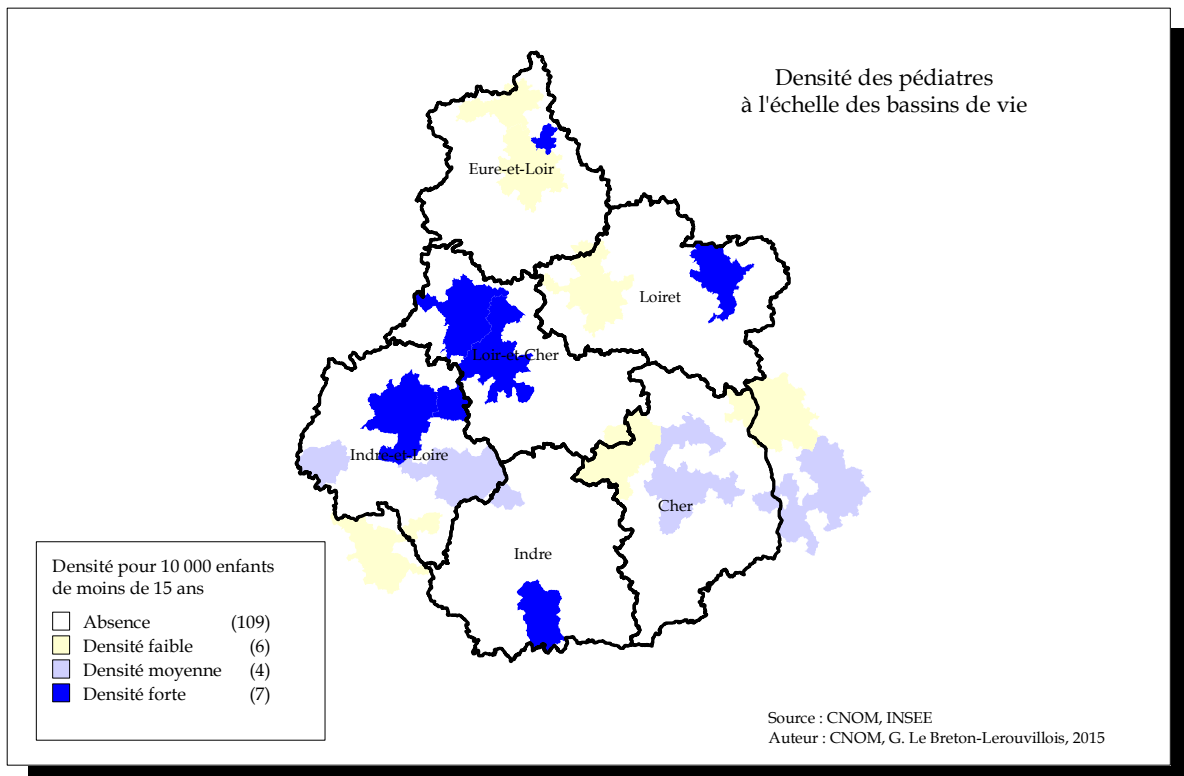 Densité des pédiatres
à l'échelle des bassins de vie
Eure-et-Loir
Loiret
Loir-et-Cher
Indre-et-Loire
Cher
Indre
Densité pour 10 000 enfants
de moins de 15 ans
Absence (109)
Densité faible (6)
Densité moyenne (4)
Densité forte (7)
Source : CNOM, INSEE
Auteur : CNOM, G. Le Breton-Lerouvillois, 2015